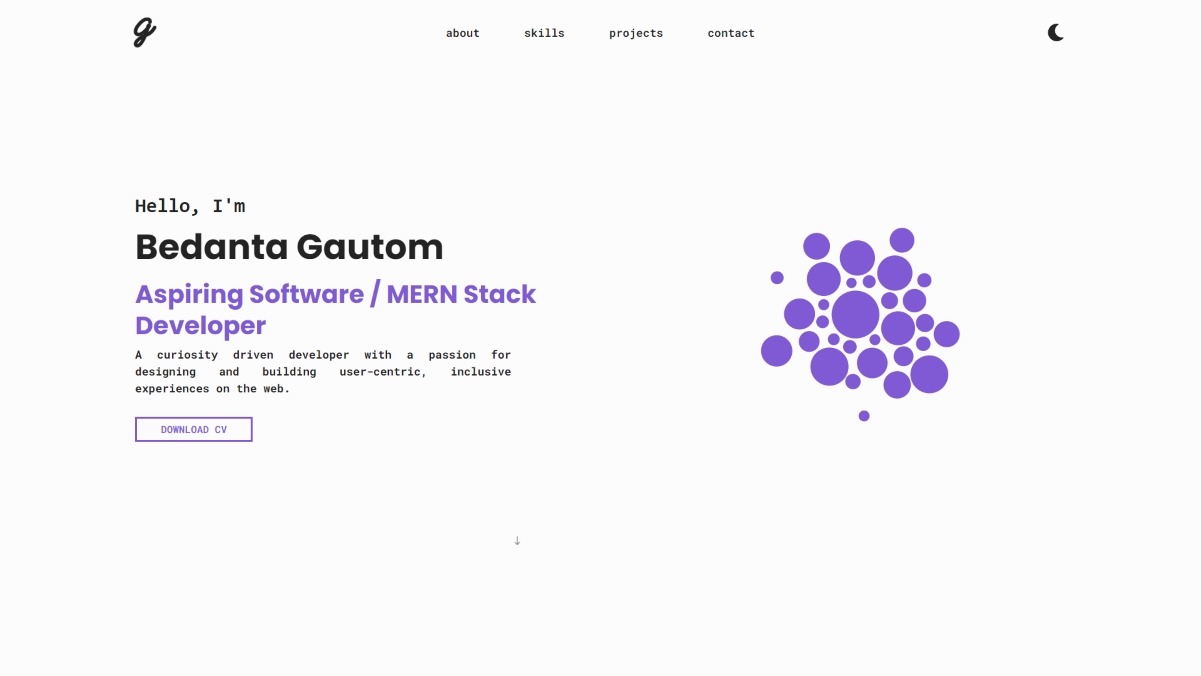 g
about skills projects contact
Hello, I'm
Bedanta Gautom
Aspiring Software / MERN Stack
Developer
A curiosity driven developer with a passion for
designing and building user-centric, inclusive
experiences on the web.
DOWNLOAD CV
↓